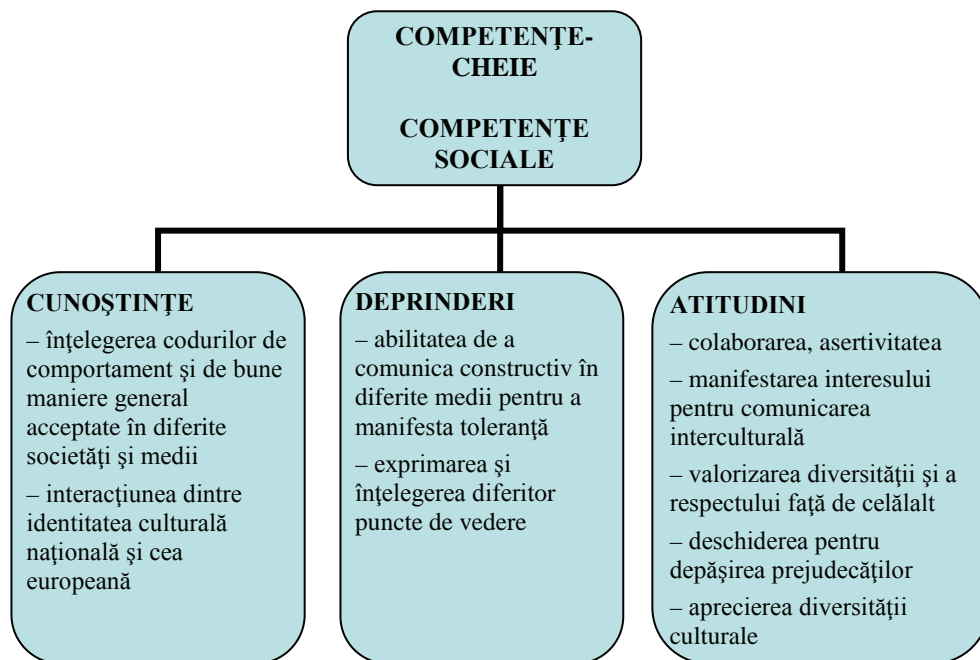 COMPETENŢE-
CHEIE
COMPETENŢE
SOCIALE
CUNOŞTINŢE
– înţelegerea codurilor de
comportament şi de bune
maniere general
acceptate în diferite
societăţi şi medii
– interacţiunea dintre
identitatea culturală
naţională şi cea
europeană
DEPRINDERI
– abilitatea de a
comunica constructiv în
diferite medii pentru a
manifesta toleranţă
– exprimarea şi
înţelegerea diferitor
puncte de vedere
ATITUDINI
– colaborarea, asertivitatea
– manifestarea interesului
pentru comunicarea
interculturală
– valorizarea diversităţii şi a
respectului faţă de celălalt
– deschiderea pentru
depăşirea prejudecăţilor
– aprecierea diversităţii
culturale